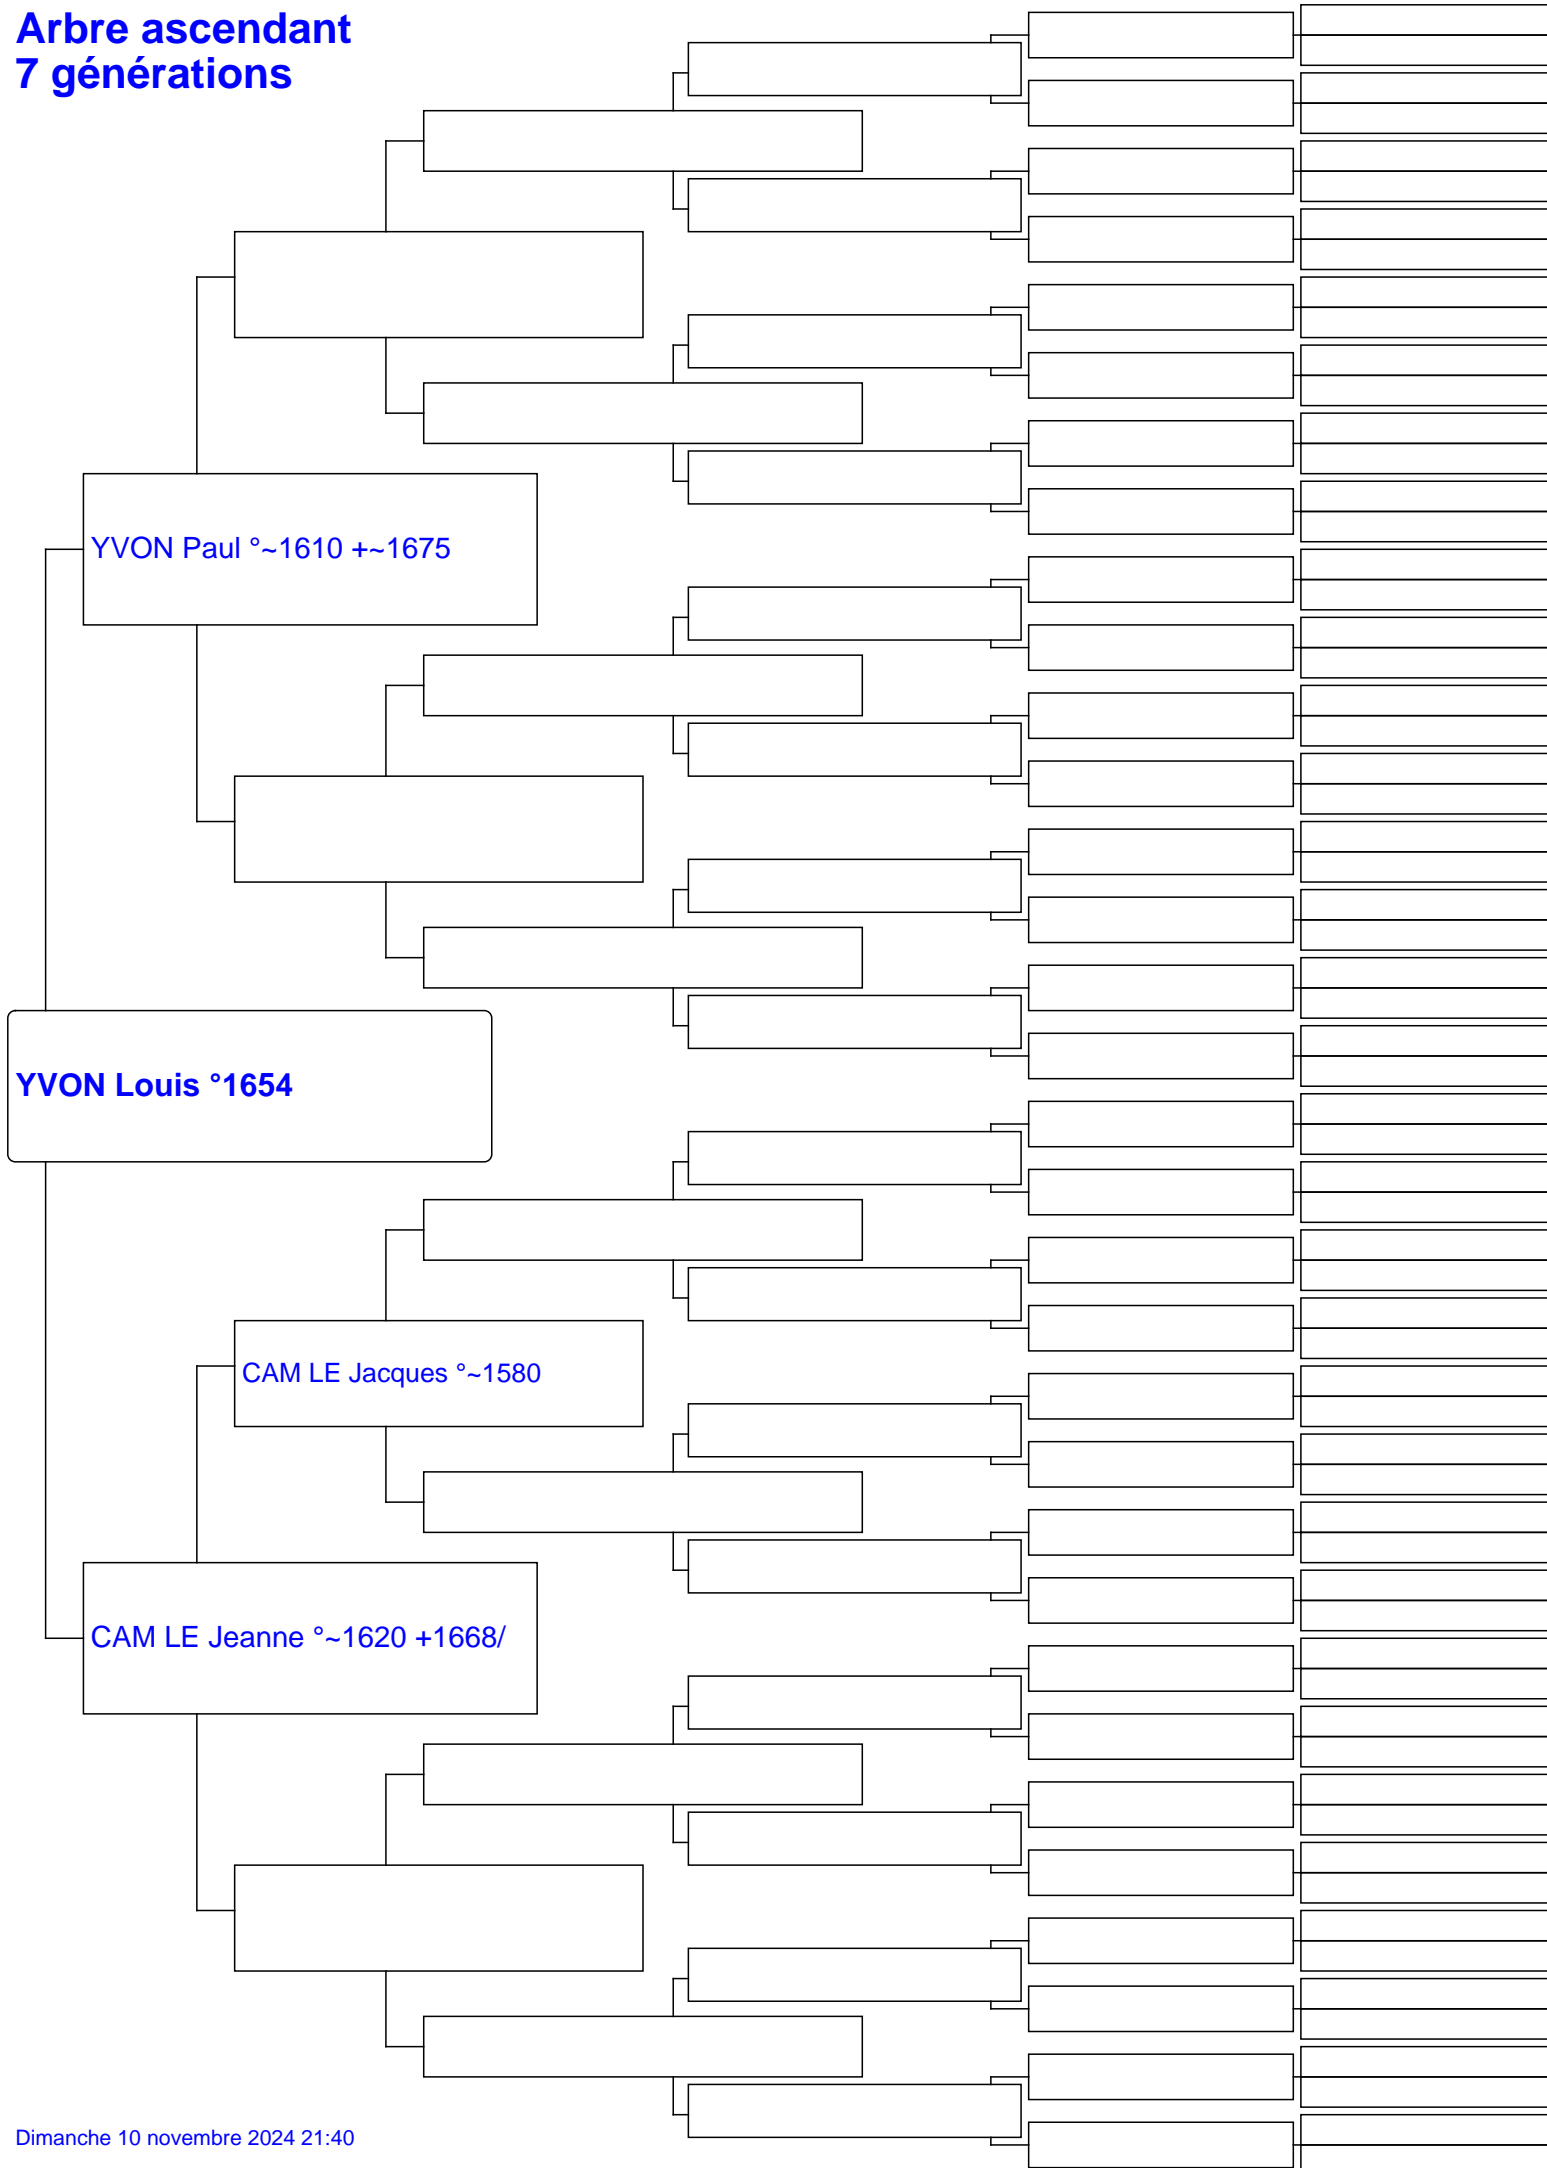 Arbre ascendant
7 générations
YVON Paul °~1610 +~1675
YVON Louis °1654
CAM LE Jacques °~1580
CAM LE Jeanne °~1620 +1668/
Dimanche 10 novembre 2024 21:40